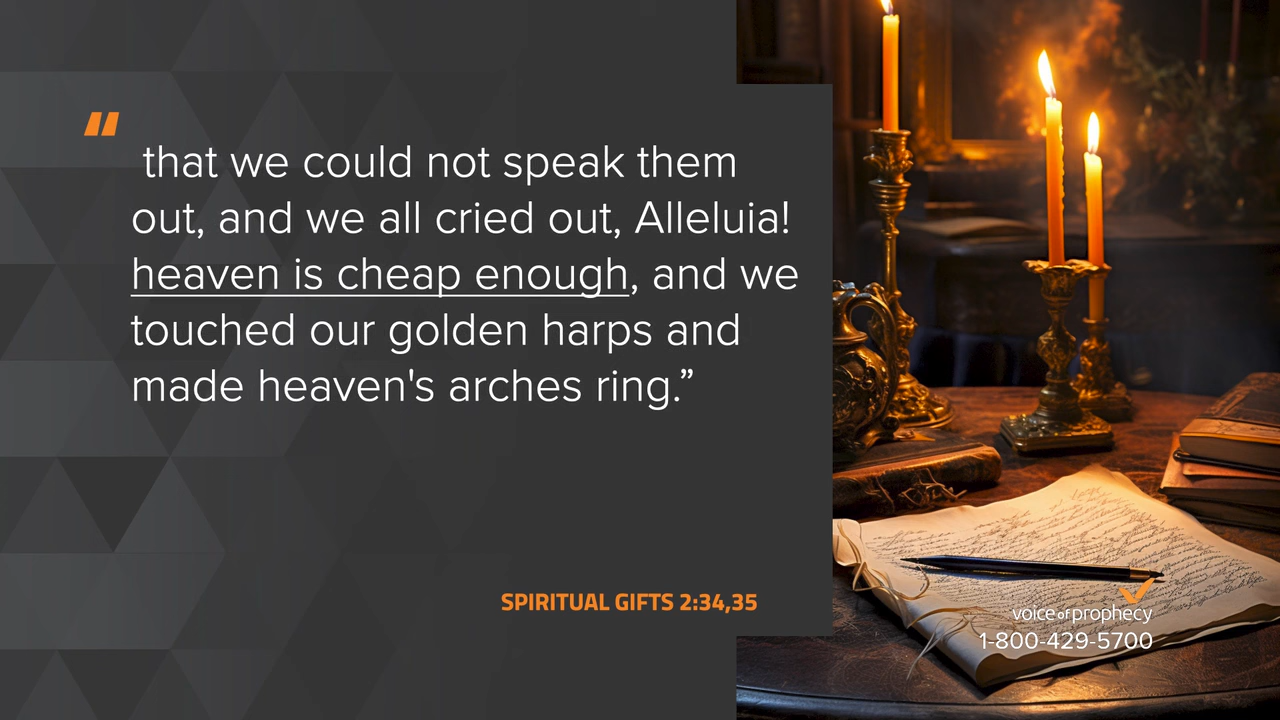 “ that we could not speak them
out, and we all cried out, Alleluia!
heaven is cheap enough, and we
touched our golden harps and
made heaven's arches ring.”
SPIRITUAL GIFTS 2:34,35
voice of prophecy
1-800-429-5700